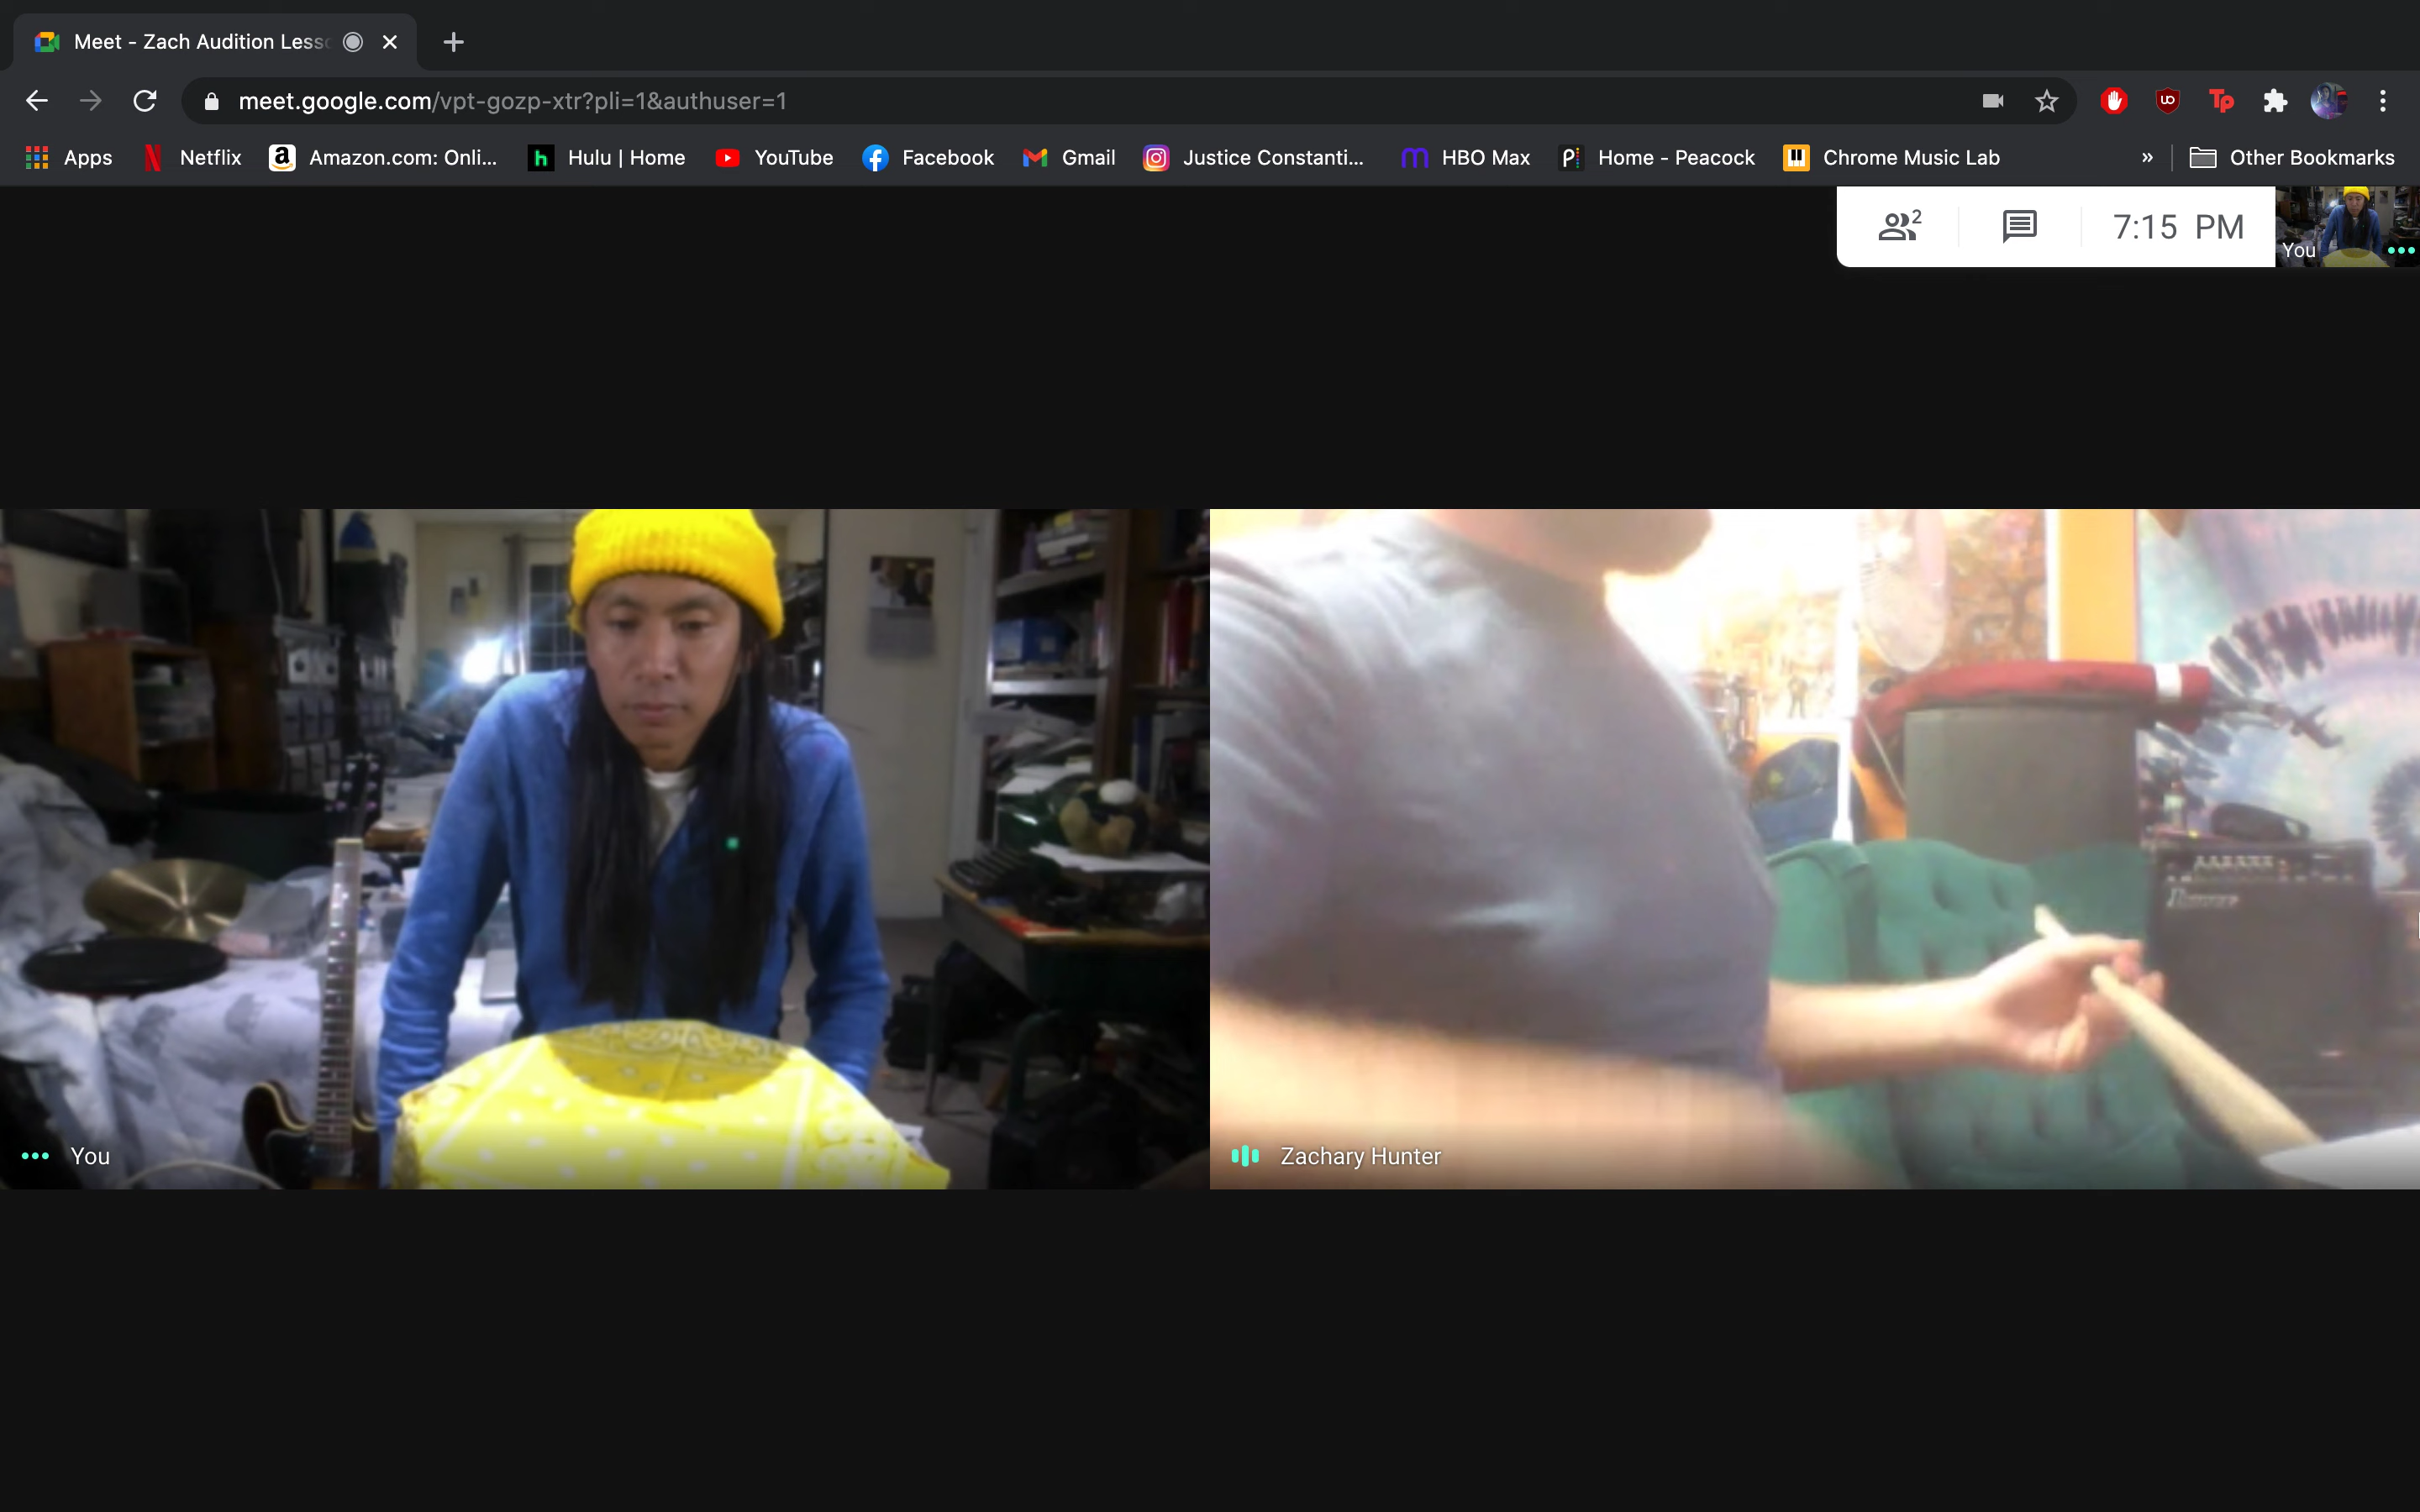 Meet - Zach Audition Less
meet.google.com/vpt-gozp-xtr?pli=1&authuser=1
Apps Netflix Amazon.com: Onli... Hulu | Home YouTube Facebook Gmail Justice Constanti... HBO Max Home - Peacock Chrome Music Lab » Other Bookmarks
2 7:15 PM You
Ibanez
You Zachary Hunter